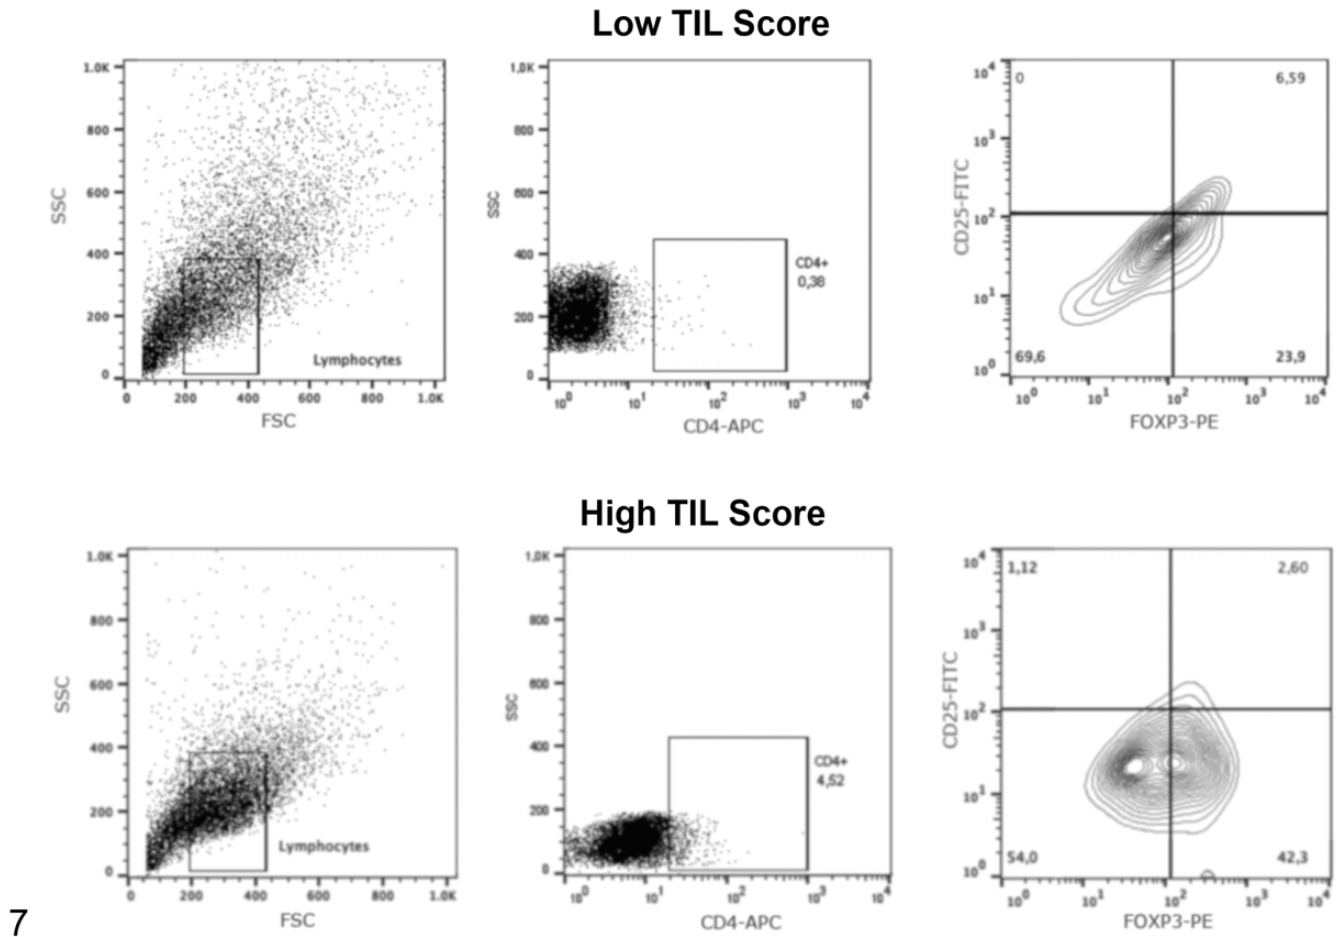 Low TIL Score
1.0K
800
600
400
200
0
SSC
Lymphocytes
0 200 400 600 800 1.0K
FSC
1,0K
800
600
400
200
0
SSC
CD4+
0,38
10^0 10^1 10^2 10^3 10^4
CD4-APC
10^4
10^3
10^2
10^1
10^0
CD25-FITC
0 6,59
69,6 23,9
10^0 10^1 10^2 10^3 10^4
FOXP3-PE
High TIL Score
1.0K
800
600
400
200
0
SSC
Lymphocytes
0 200 400 600 800 1.0K
FSC
1,0K
800
600
400
200
0
SSC
CD4+
4,52
10^0 10^1 10^2 10^3 10^4
CD4-APC
10^4
10^3
10^2
10^1
10^0
CD25-FITC
1,12 2,60
54,0 42,3
10^0 10^1 10^2 10^3 10^4
FOXP3-PE
7